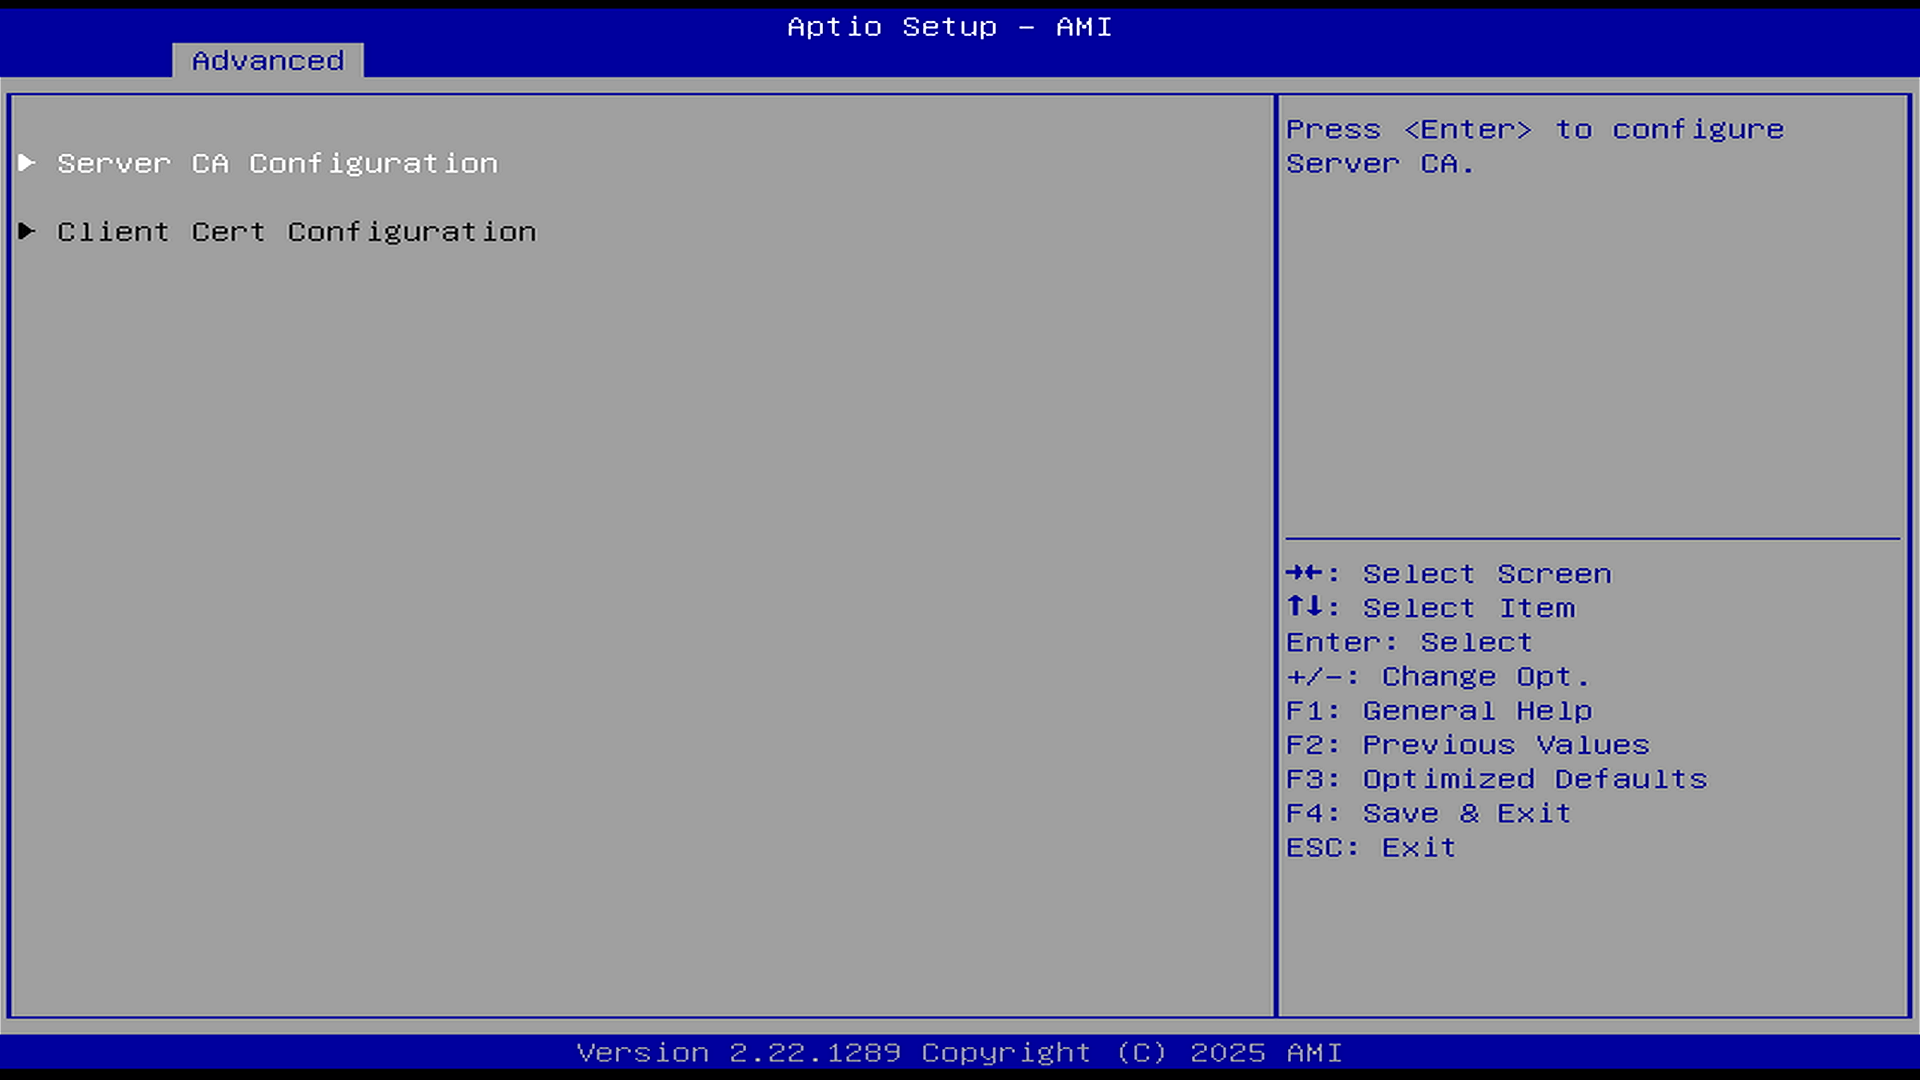 Aptio Setup – AMI
Advanced
► Server CA Configuration
► Client Cert Configuration
Press <Enter> to configure
Server CA.
→←: Select Screen
↑↓: Select Item
Enter: Select
+/-: Change Opt.
F1: General Help
F2: Previous Values
F3: Optimized Defaults
F4: Save & Exit
ESC: Exit
Version 2.22.1289 Copyright (C) 2025 AMI